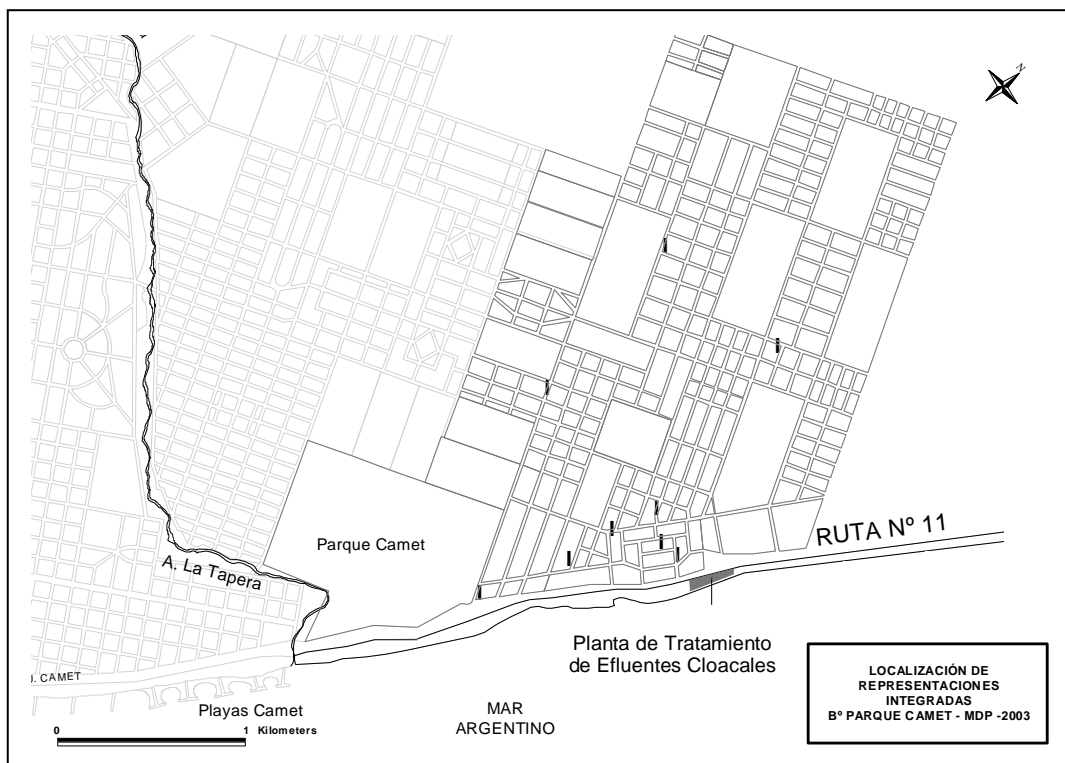 N
Parque Camet
A. La Tapera
RUTA Nº 11
Planta de Tratamiento
de Efluentes Cloacales
CAMET
Playas Camet
MAR
ARGENTINO
0 1 Kilometers
LOCALIZACIÓN DE
REPRESENTACIONES
INTEGRADAS
Bº PARQUE CAMET - MDP -2003